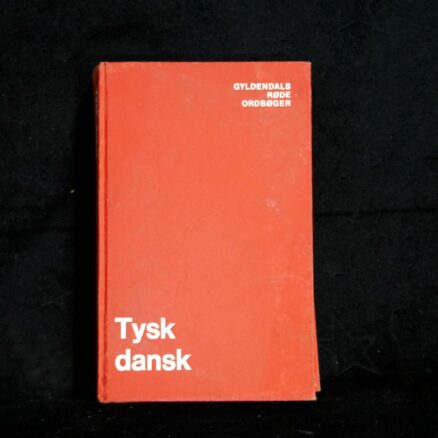 GYLDENDALS
RØDE
ORDBØGER
Tysk
dansk